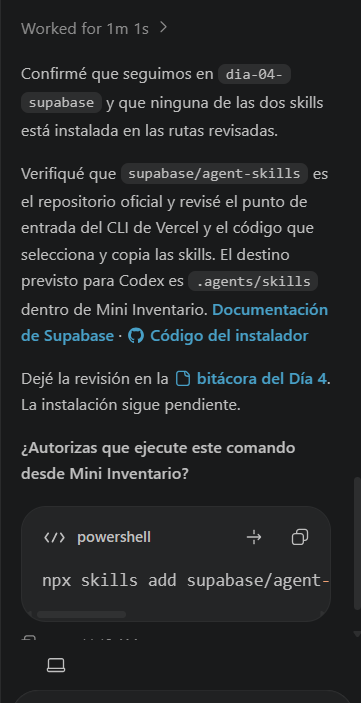 Worked for 1m 1s
Confirmé que seguimos en dia-04-
supabase y que ninguna de las dos skills
está instalada en las rutas revisadas.
Verifiqué que supabase/agent-skills es
el repositorio oficial y revisé el punto de
entrada del CLI de Vercel y el código que
selecciona y copia las skills. El destino
previsto para Codex es .agents/skills
dentro de Mini Inventario. Documentación
de Supabase · Código del instalador
Dejé la revisión en la bitácora del Día 4.
La instalación sigue pendiente.
¿Autorizas que ejecute este comando
desde Mini Inventario?
powershell
npx skills add supabase/agent-